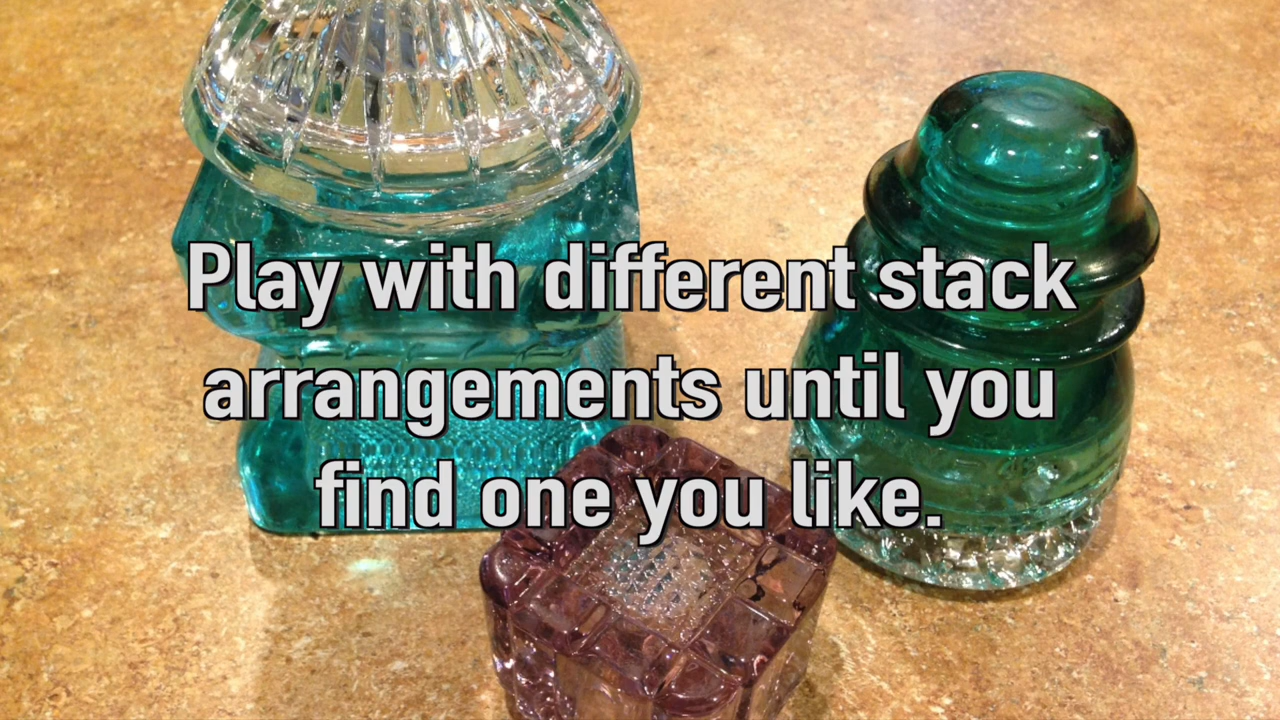 Play with different stack
arrangements until you
find one you like.